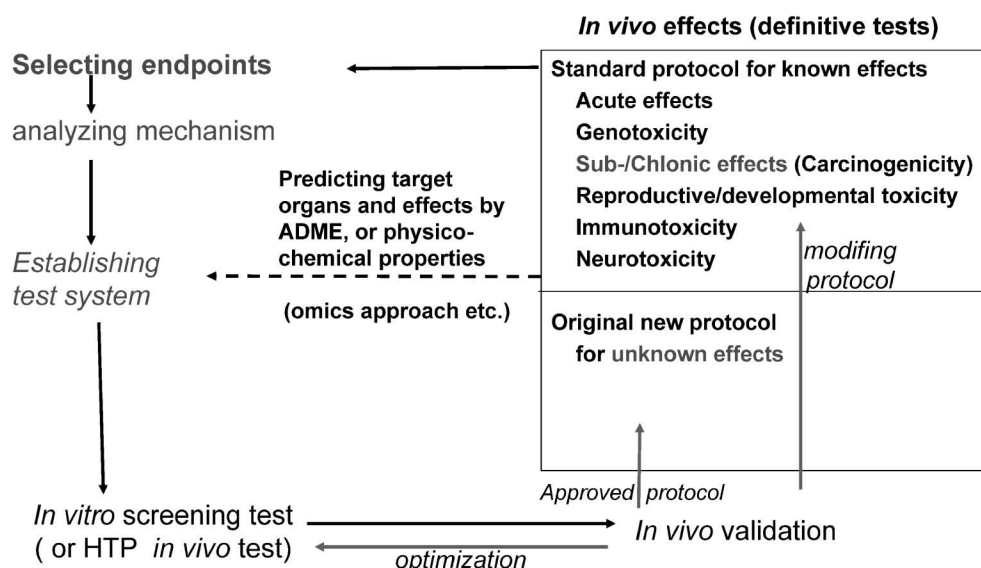 In vivo effects (definitive tests)
Selecting endpoints
analyzing mechanism
Establishing
test system
Predicting target
organs and effects by
ADME, or physico-
chemical properties
(omics approach etc.)
Standard protocol for known effects
Acute effects
Genotoxicity
Sub-/Chlonic effects (Carcinogenicity)
Reproductive/developmental toxicity
Immunotoxicity
Neurotoxicity
modifing
protocol
Original new protocol
for unknown effects
Approved protocol
In vitro screening test
( or HTP in vivo test)
In vivo validation
optimization